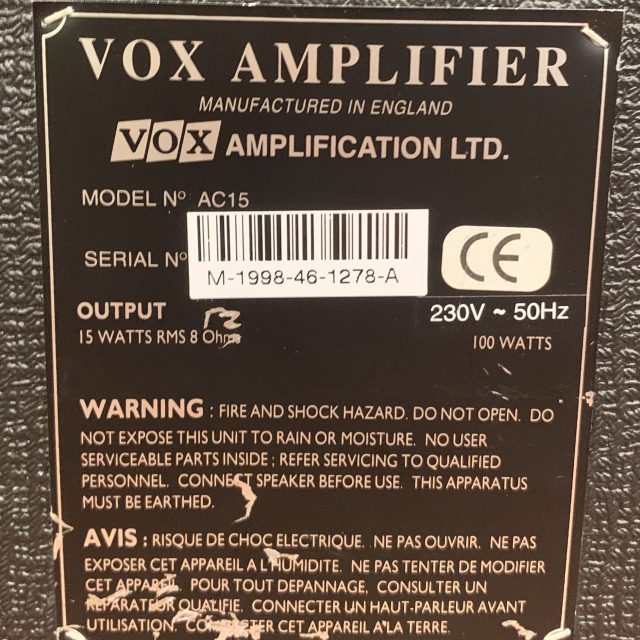 VOX AMPLIFIER
MANUFACTURED IN ENGLAND
VOX AMPLIFICATION LTD.
MODEL Nº AC15
SERIAL Nº M-1998-46-1278-A
CE
OUTPUT 230V ~ 50Hz
15 WATTS RMS 8 Ohms 100 WATTS
WARNING : FIRE AND SHOCK HAZARD. DO NOT OPEN. DO
NOT EXPOSE THIS UNIT TO RAIN OR MOISTURE. NO USER
SERVICEABLE PARTS INSIDE ; REFER SERVICING TO QUALIFIED
PERSONNEL. CONNECT SPEAKER BEFORE USE. THIS APPARATUS
MUST BE EARTHED.
AVIS : RISQUE DE CHOC ELECTRIQUE. NE PAS OUVRIR. NE PAS
EXPOSER CET APPAREIL A L'HUMIDITE. NE PAS TENTER DE MODIFIER
CET APPAREIL. POUR TOUT DEPANNAGE, CONSULTER UN
REPARATEUR QUALIFIE. CONNECTER UN HAUT-PARLEUR AVANT
UTILISATION. CONNECTER CET APPAREIL A LA TERRE.